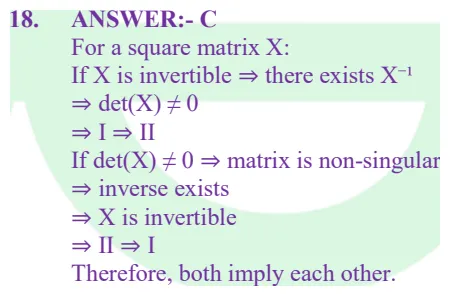 18. ANSWER:- C
For a square matrix X:
If X is invertible ⇒ there exists X⁻¹
⇒ det(X) ≠ 0
⇒ I ⇒ II
If det(X) ≠ 0 ⇒ matrix is non-singular
⇒ inverse exists
⇒ X is invertible
⇒ II ⇒ I
Therefore, both imply each other.